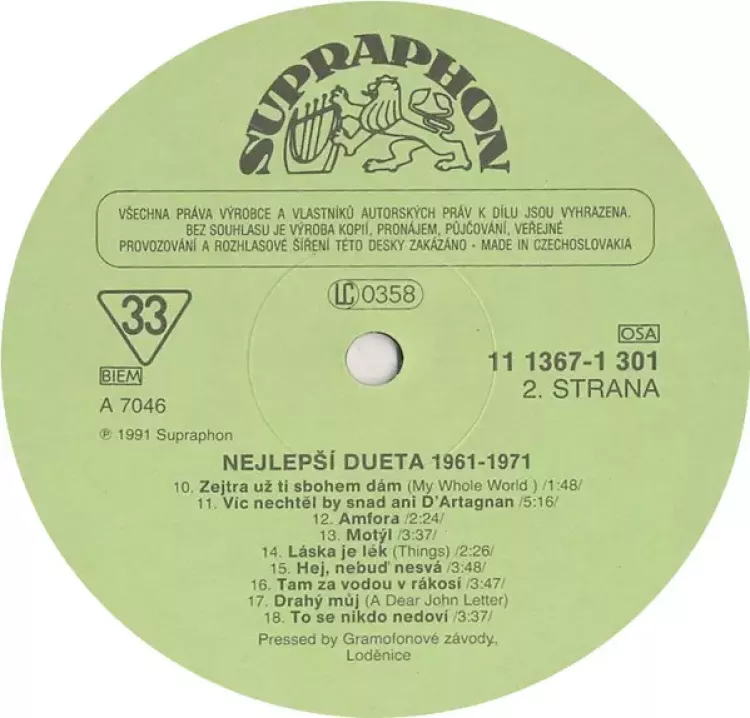 SUPRAPHON
VŠECHNA PRÁVA VÝROBCE A VLASTNÍKŮ AUTORSKÝCH PRÁV K DÍLU JSOU VYHRAZENA.
BEZ SOUHLASU JE VÝROBA KOPIÍ, PRONÁJEM, PŮJČOVÁNÍ, VEŘEJNÉ
PROVOZOVÁNÍ A ROZHLASOVÉ ŠÍŘENÍ TÉTO DESKY ZAKÁZÁNO - MADE IN CZECHOSLOVAKIA
LC 0358
33
BIEM
A 7046
℗ 1991 Supraphon
OSA
11 1367-1 301
2. STRANA
NEJLEPŠÍ DUETA 1961-1971
10. Zejtra už ti sbohem dám (My Whole World ) /1:48/
11. Víc nechtěl by snad ani D'Artagnan /5:16/
12. Amfora /2:24/
13. Motýl /3:37/
14. Láska je lék (Things) /2:26/
15. Hej, nebuď nesvá /3:48/
16. Tam za vodou v rákosí /3:47/
17. Drahý můj (A Dear John Letter)
18. To se nikdo nedoví /3:37/
Pressed by Gramofonové závody,
Loděnice